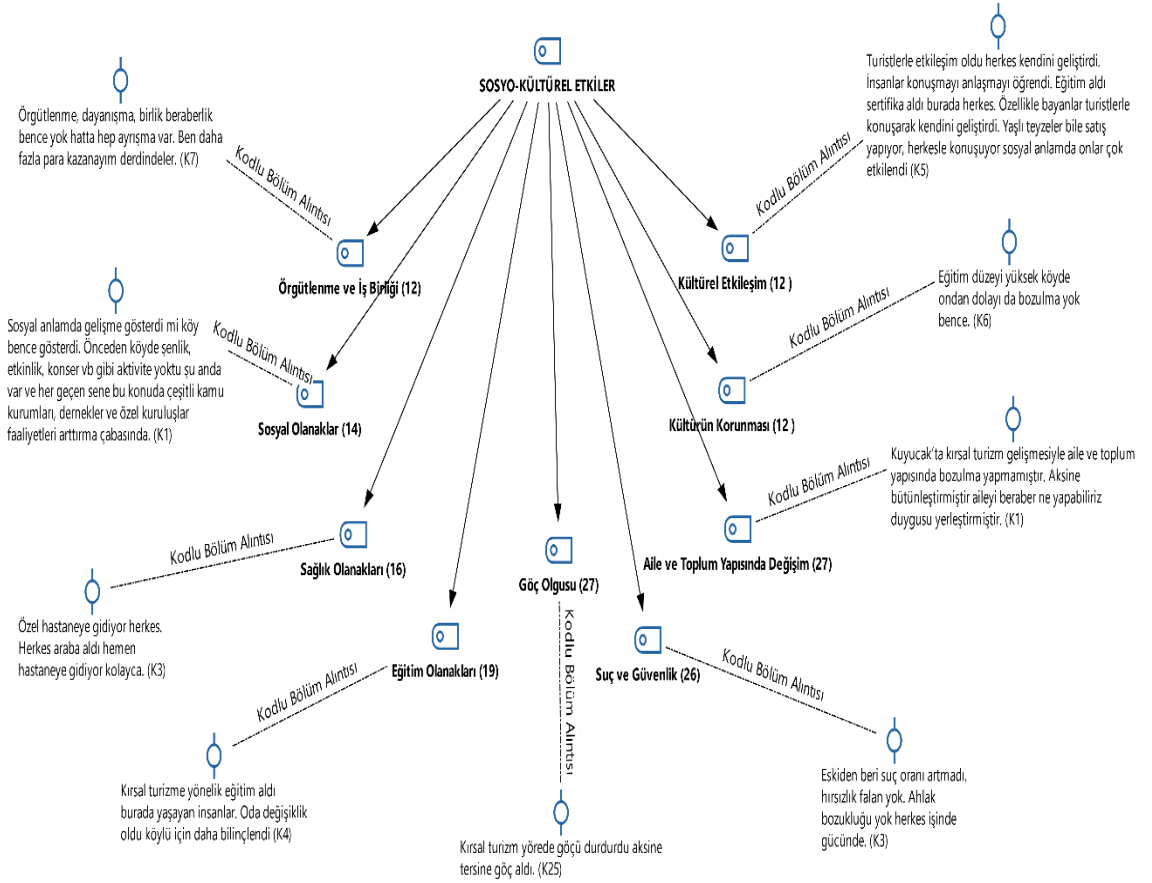 SOSYO-KÜLTÜREL ETKİLER
Örgütlenme, dayanışma, birlik beraberlik
bence yok hatta hep ayrışma var. Ben daha
fazla para kazanayım derdindeler. (K7)
Kodlu Bölüm Alıntısı
Örgütlenme ve İş Birliği (12)
Turistlerle etkileşim oldu herkes kendini geliştirdi.
İnsanlar konuşmayı anlaşmayı öğrendi. Eğitim aldı
sertifika aldı burada herkes. Özellikle bayanlar turistlerle
konuşarak kendini geliştirdi. Yaşlı teyzeler bile satış
yapıyor, herkesle konuşuyor sosyal anlamda onlar çok
etkilendi (K5)
Kodlu Bölüm Alıntısı
Kültürel Etkileşim (12 )
Sosyal anlamda gelişme gösterdi mi köy
bence gösterdi. Önceden köyde şenlik,
etkinlik, konser vb gibi aktivite yoktu şu anda
var ve her geçen sene bu konuda çeşitli kamu
kurumları, dernekler ve özel kuruluşlar
faaliyetleri arttırma çabasında. (K1)
Kodlu Bölüm Alıntısı
Sosyal Olanaklar (14)
Eğitim düzeyi yüksek köyde
ondan dolayı da bozulma yok
bence. (K6)
Kodlu Bölüm Alıntısı
Kültürün Korunması (12 )
Kuyucak’ta kırsal turizm gelişmesiyle aile ve toplum
yapısında bozulma yapmamıştır. Aksine
bütünleştirmiştir aileyi beraber ne yapabiliriz
duygusu yerleştirmiştir. (K1)
Kodlu Bölüm Alıntısı
Aile ve Toplum Yapısında Değişim (27)
Kodlu Bölüm Alıntısı
Sağlık Olanakları (16)
Özel hastaneye gidiyor herkes.
Herkes araba aldı hemen
hastaneye gidiyor kolayca. (K3)
Göç Olgusu (27)
Kodlu Bölüm Alıntısı
Kırsal turizm yörede göçü durdurdu aksine
tersine göç aldı. (K25)
Eğitim Olanakları (19)
Kodlu Bölüm Alıntısı
Kırsal turizme yönelik eğitim aldı
burada yaşayan insanlar. Oda değişiklik
oldu köylü için daha bilinçlendi (K4)
Suç ve Güvenlik (26)
Kodlu Bölüm Alıntısı
Eskiden beri suç oranı artmadı,
hırsızlık falan yok. Ahlak
bozukluğu yok herkes işinde
gücünde. (K3)